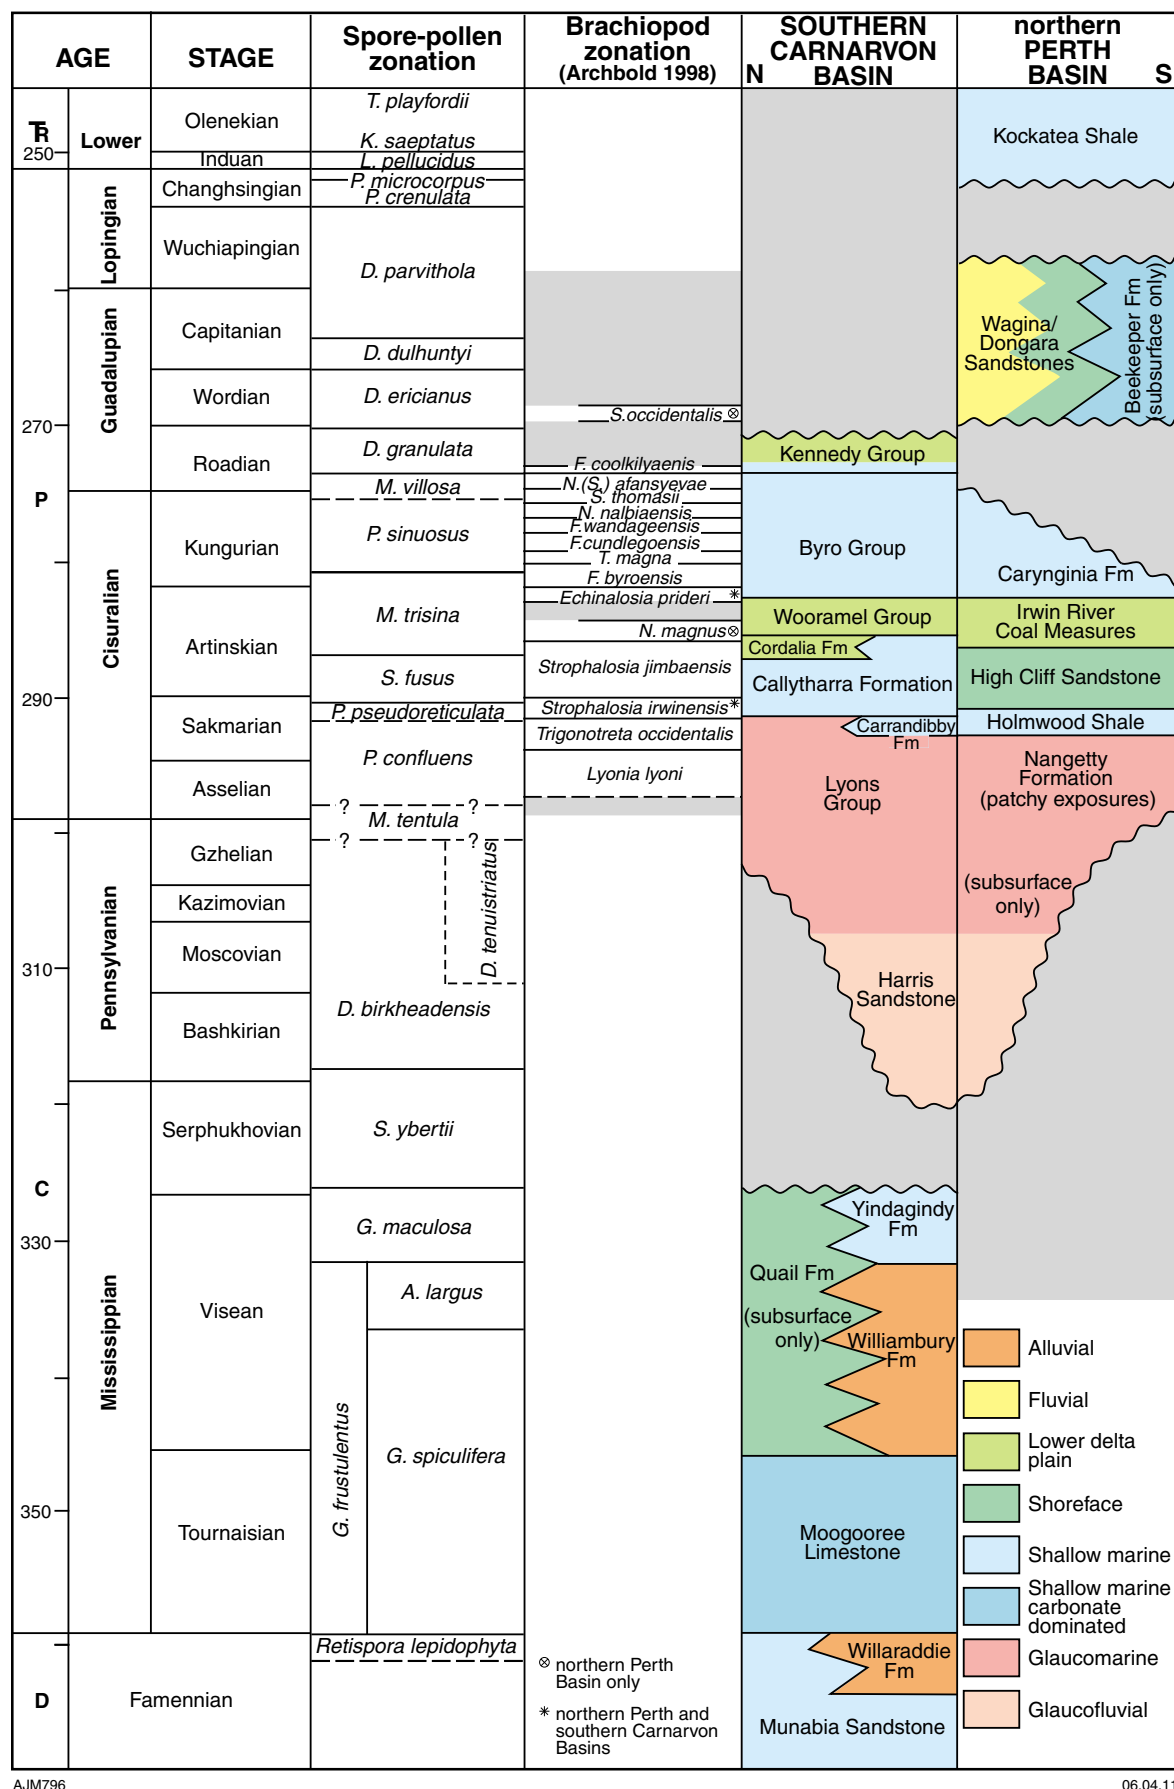 AGE
STAGE
Spore-pollen
zonation
Brachiopod
zonation
(Archbold 1998)
SOUTHERN
CARNARVON
BASIN
N
northern
PERTH
BASIN
S
TR
250
270
P
290
310
C
330
350
D
Lower
Lopingian
Guadalupian
Cisuralian
Pennsylvanian
Mississippian
Olenekian
Induan
Changhsingian
Wuchiapingian
Capitanian
Wordian
Roadian
Kungurian
Artinskian
Sakmarian
Asselian
Gzhelian
Kazimovian
Moscovian
Bashkirian
Serphukhovian
Visean
Tournaisian
Famennian
T. playfordii
K. saeptatus
L. pellucidus
P. microcorpus
P. crenulata
D. parvithola
D. dulhuntyi
D. ericianus
D. granulata
M. villosa
P. sinuosus
M. trisina
S. fusus
P. pseudoreticulata
P. confluens
? ?
M. tentula
? ?
D. tenuistriatus
D. birkheadensis
S. ybertii
G. maculosa
A. largus
G. frustulentus
G. spiculifera
Retispora lepidophyta
S.occidentalis ⊗
F. coolkilyaenis
N.(S.) afansyevae
S. thomasii
N. nalbiaensis
F.wandageensis
F.cundlegoensis
T. magna
F. byroensis
Echinalosia prideri *
N. magnus ⊗
Strophalosia jimbaensis
Strophalosia irwinensis *
Trigonotreta occidentalis
Lyonia lyoni
⊗ northern Perth
Basin only
* northern Perth and
southern Carnarvon
Basins
Kennedy Group
Byro Group
Wooramel Group
Cordalia Fm
Callytharra Formation
Carrandibby
Fm
Lyons
Group
Harris
Sandstone
Yindagindy
Fm
Quail Fm
(subsurface
only)
Williambury
Fm
Moogooree
Limestone
Willaraddie
Fm
Munabia Sandstone
Kockatea Shale
Wagina/
Dongara
Sandstones
Beekeeper Fm
(subsurface only)
Carynginia Fm
Irwin River
Coal Measures
High Cliff Sandstone
Holmwood Shale
Nangetty
Formation
(patchy exposures)
(subsurface
only)
Alluvial
Fluvial
Lower delta
plain
Shoreface
Shallow marine
Shallow marine
carbonate
dominated
Glaucomarine
Glaucofluvial
AJM796
06.04.11